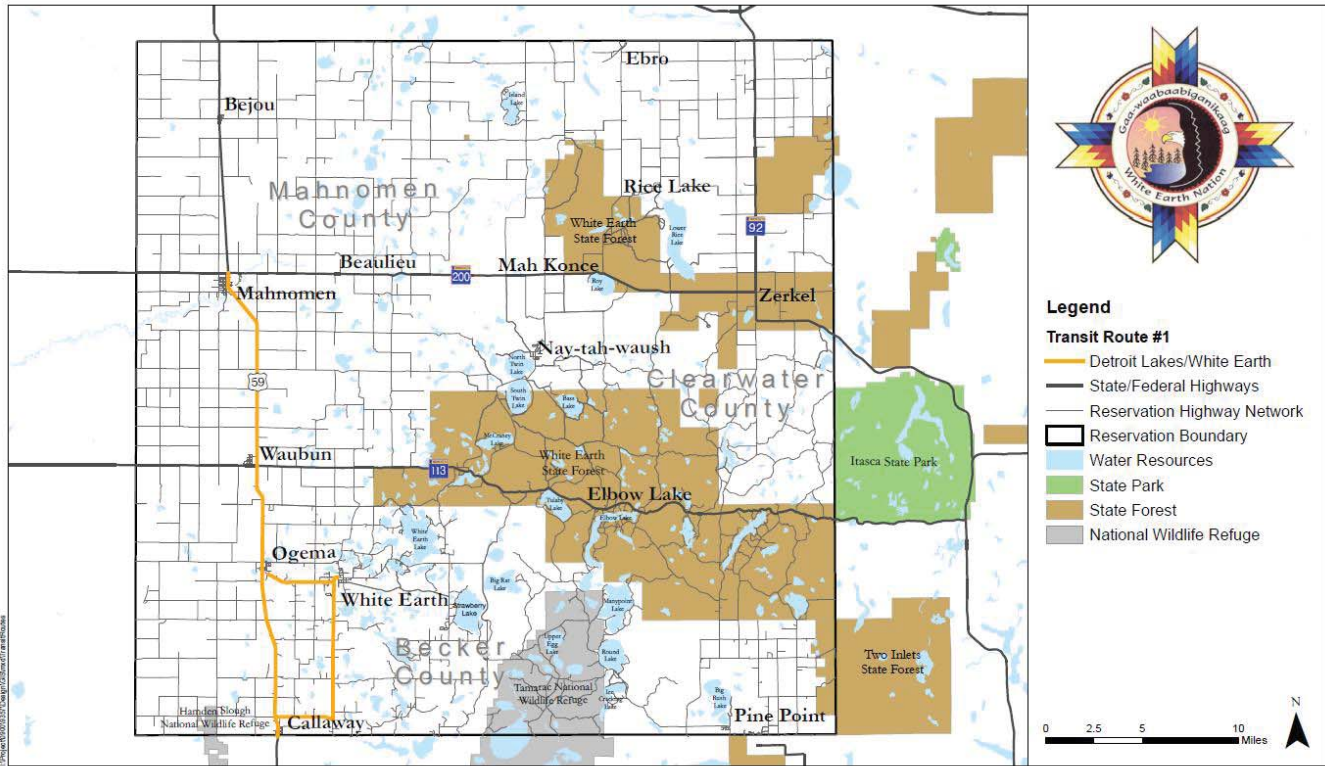 Ebro
Bejou
Island
Lake
Mahnomen
County
Rice Lake
White Earth
State Forest
Lower
Rice
Lake
92
Beaulieu
Mah Konce
200
Roy
Lake
Mahnomen
Zerkel
Nay-tah-waush
North
Twin
Lake
59
South
Twin
Lake
Bass
Lake
Clearwater
County
McCraney
Lake
Waubun
113
White Earth
State Forest
Itasca State Park
Elbow Lake
Tulaby
Lake
Elbow Lake
White
Earth
Lake
Ogema
Big Rat
Lake
White Earth
Strawberry
Lake
Manypoint
Lake
Becker
County
Upper
Egg
Lake
Round
Lake
Two Inlets
State Forest
Tamarac National
Wildlife Refuge
Ice
Cracking
Lake
Big
Rush
Lake
Hamden Slough
National Wildlife Refuge
Callaway
Pine Point
Gaa-waabaabiganikaag
White Earth Nation
Legend
Transit Route #1
Detroit Lakes/White Earth
State/Federal Highways
Reservation Highway Network
Reservation Boundary
Water Resources
State Park
State Forest
National Wildlife Refuge
N
0 2.5 5 10
Miles